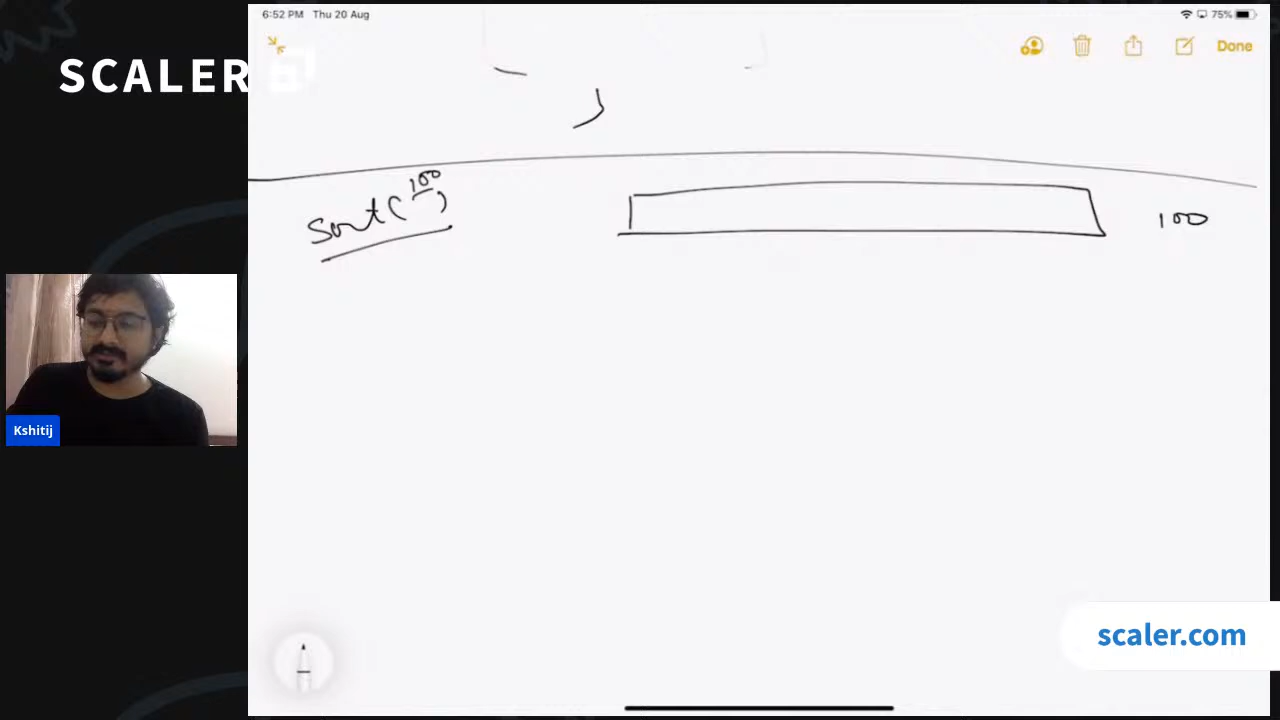 6:52 PM Thu 20 Aug
75%
SCALER
Done
Sort(100)
100
Kshitij
scaler.com